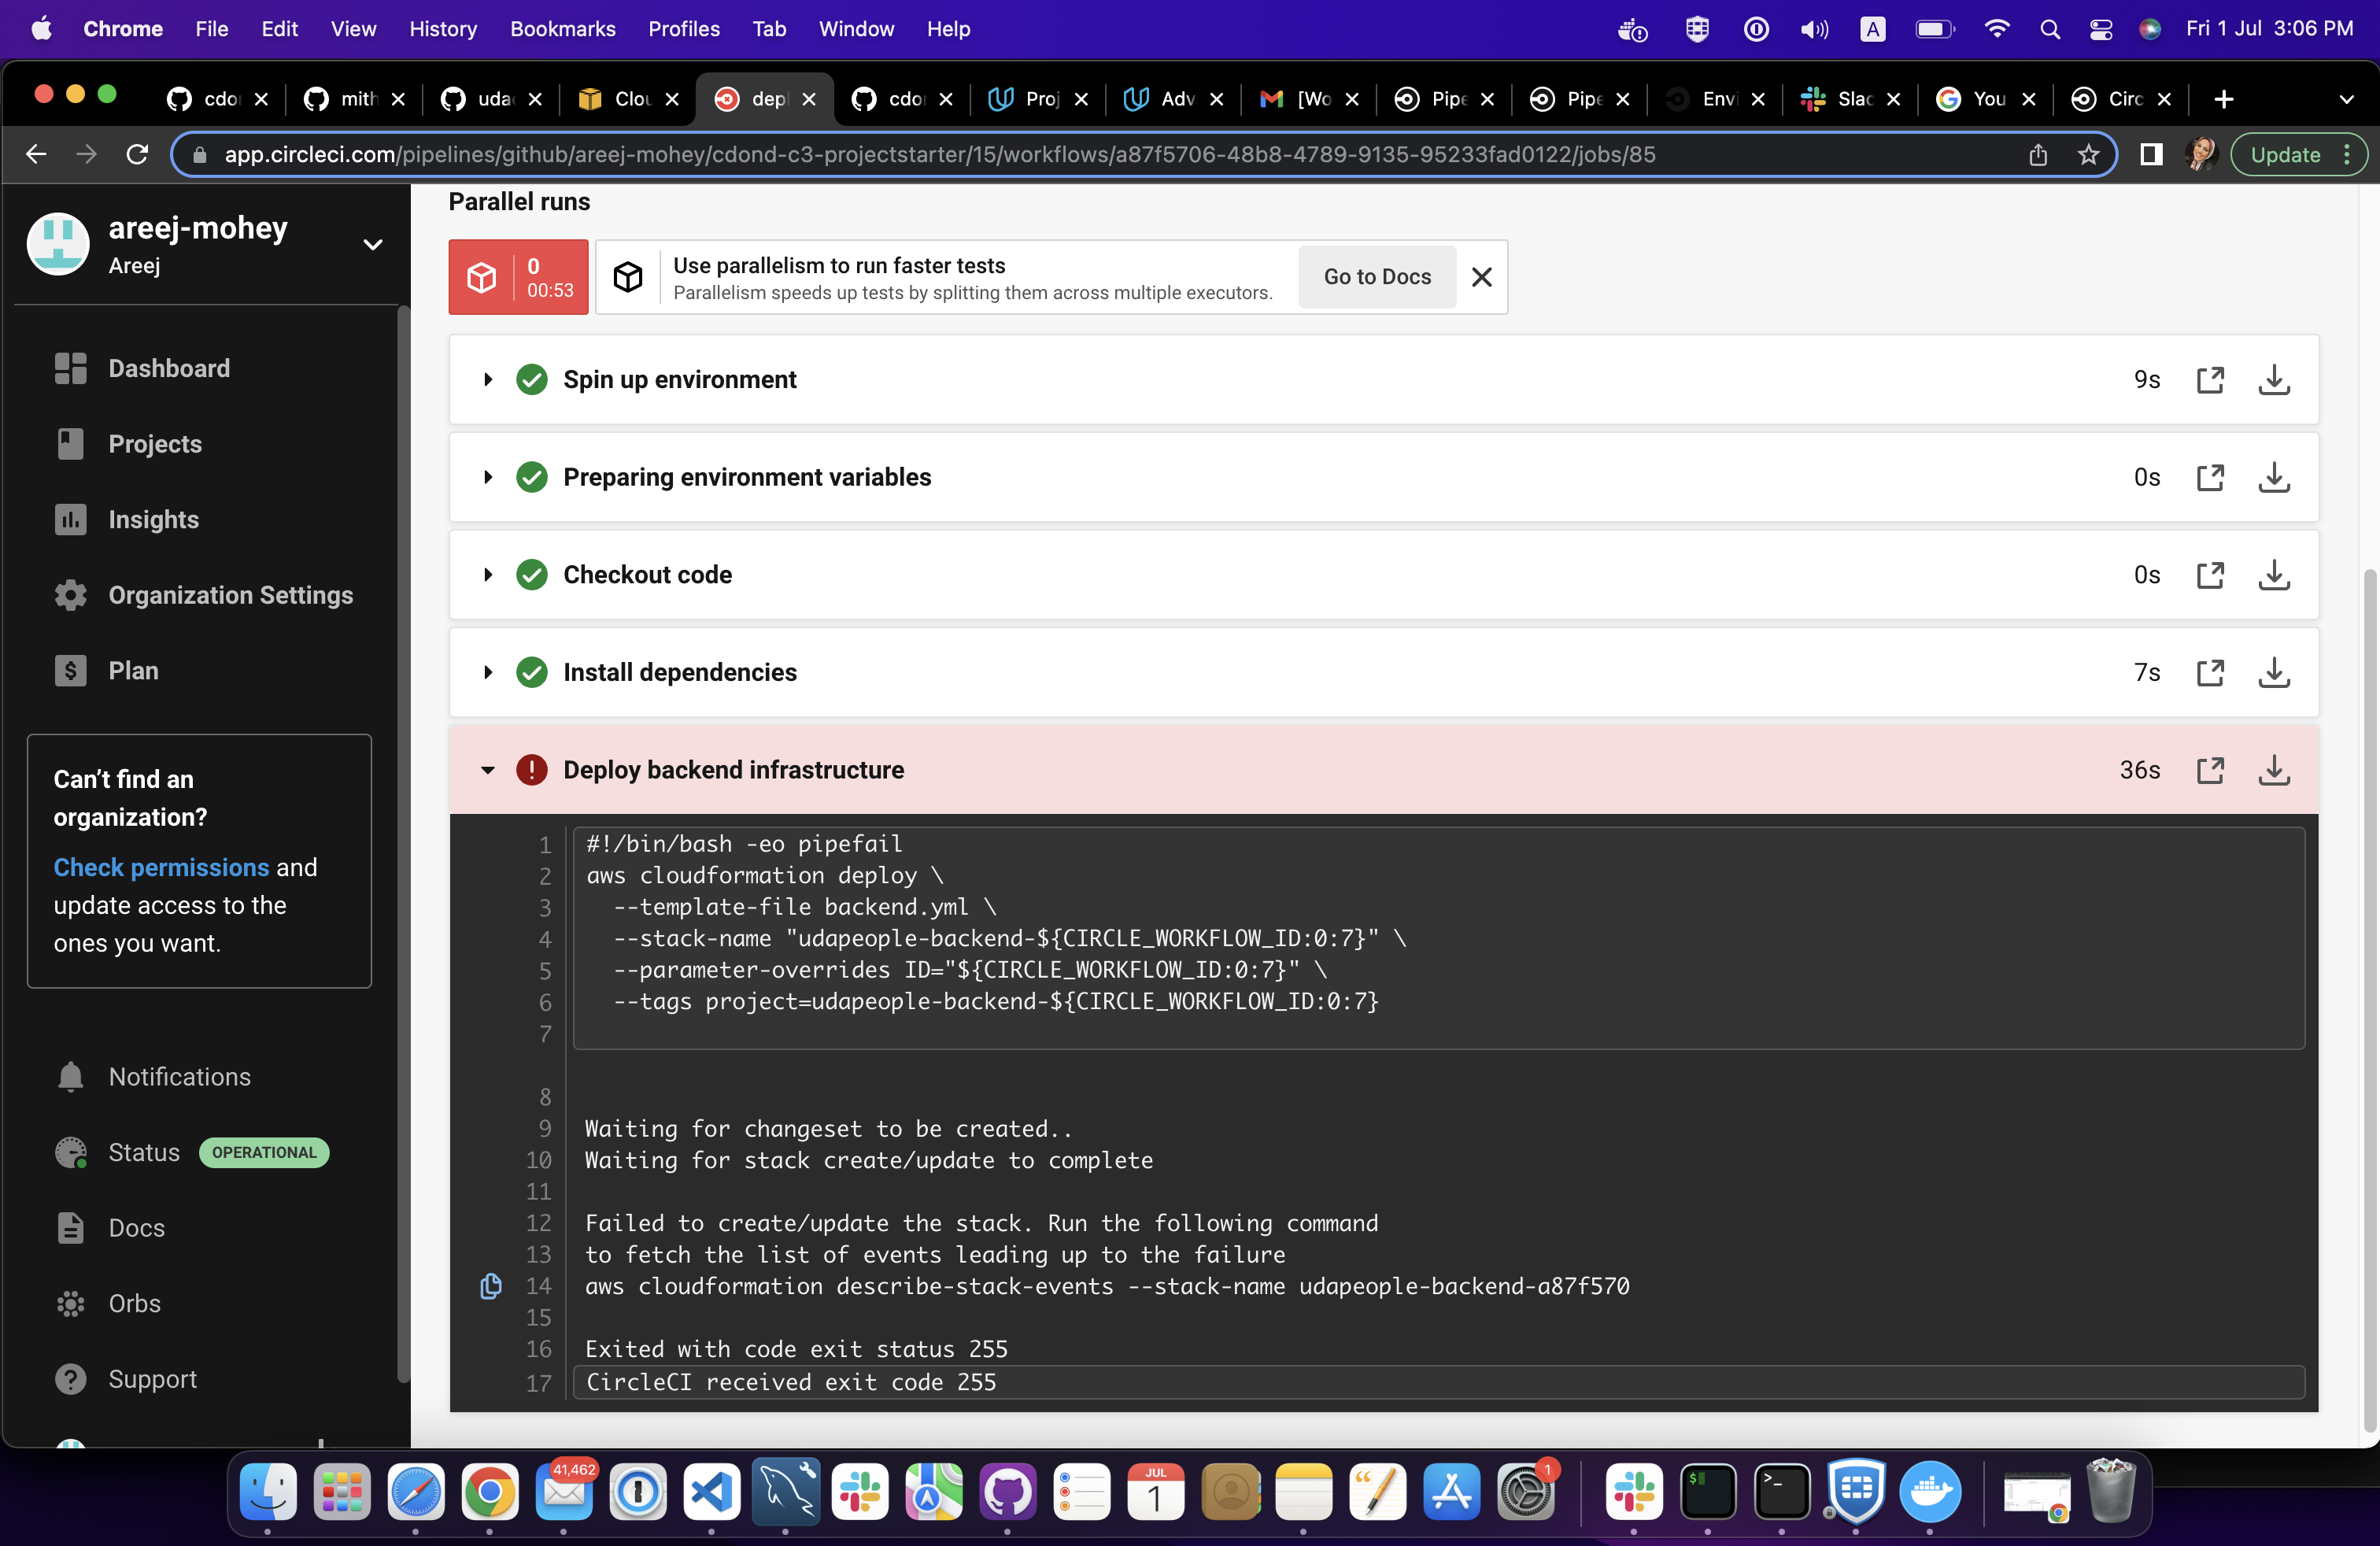 Chrome File Edit View History Bookmarks Profiles Tab Window Help A Fri 1 Jul 3:06 PM
cdo mith uda Clou dep cdo Proj Adv [Wo Pipe Pipe Envi Slac You Circ
app.circleci.com/pipelines/github/areej-mohey/cdond-c3-projectstarter/15/workflows/a87f5706-48b8-4789-9135-95233fad0122/jobs/85 Update
areej-mohey
Areej
Dashboard
Projects
Insights
Organization Settings
Plan
Can’t find an
organization?
Check permissions and
update access to the
ones you want.
Notifications
Status OPERATIONAL
Docs
Orbs
Support
Parallel runs
0
00:53
Use parallelism to run faster tests
Parallelism speeds up tests by splitting them across multiple executors.
Go to Docs
Spin up environment 9s
Preparing environment variables 0s
Checkout code 0s
Install dependencies 7s
Deploy backend infrastructure 36s
1 #!/bin/bash -eo pipefail
2 aws cloudformation deploy \
3 --template-file backend.yml \
4 --stack-name "udapeople-backend-${CIRCLE_WORKFLOW_ID:0:7}" \
5 --parameter-overrides ID="${CIRCLE_WORKFLOW_ID:0:7}" \
6 --tags project=udapeople-backend-${CIRCLE_WORKFLOW_ID:0:7}
7
8
9 Waiting for changeset to be created..
10 Waiting for stack create/update to complete
11
12 Failed to create/update the stack. Run the following command
13 to fetch the list of events leading up to the failure
14 aws cloudformation describe-stack-events --stack-name udapeople-backend-a87f570
15
16 Exited with code exit status 255
17 CircleCI received exit code 255
41,462
JUL
1
1